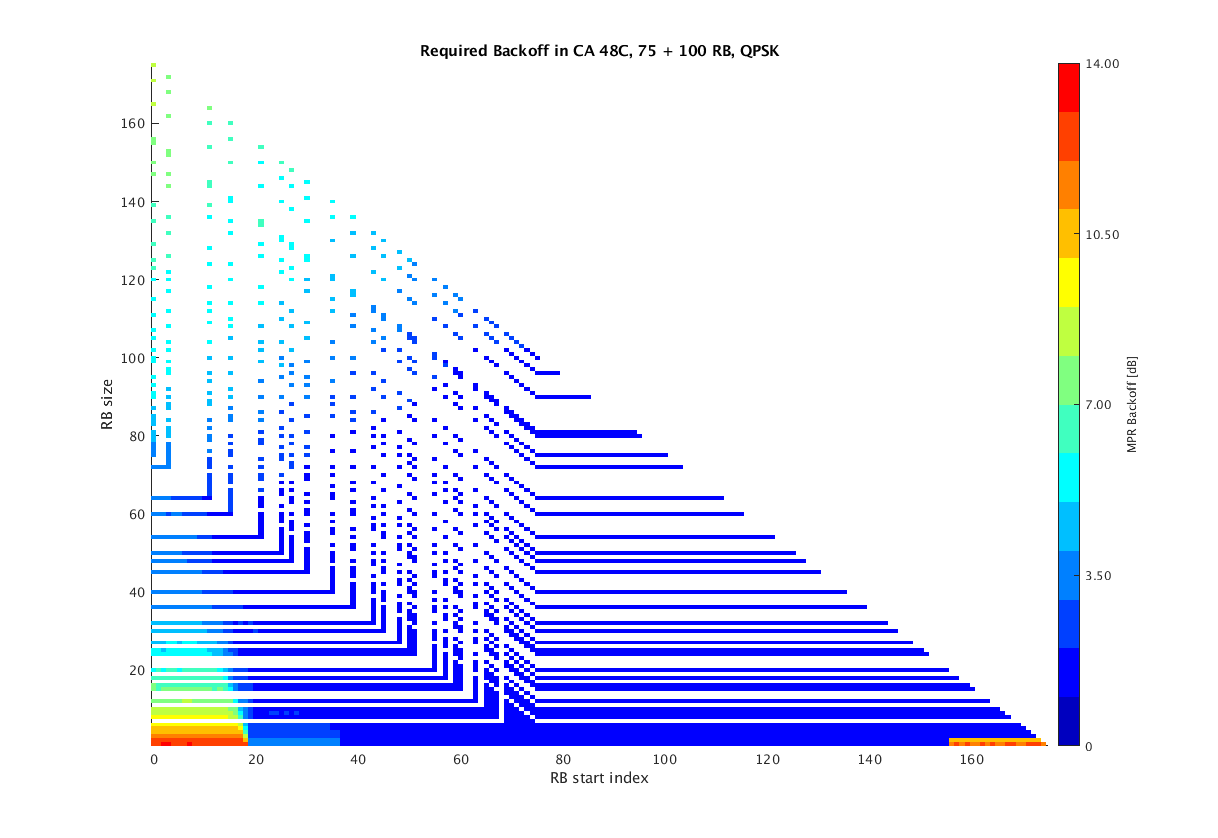 Required Backoff in CA 48C, 75 + 100 RB, QPSK
14.00
10.50
7.00
3.50
0
MPR Backoff [dB]
160
140
120
100
80
60
40
20
RB size
0 20 40 60 80 100 120 140 160
RB start index